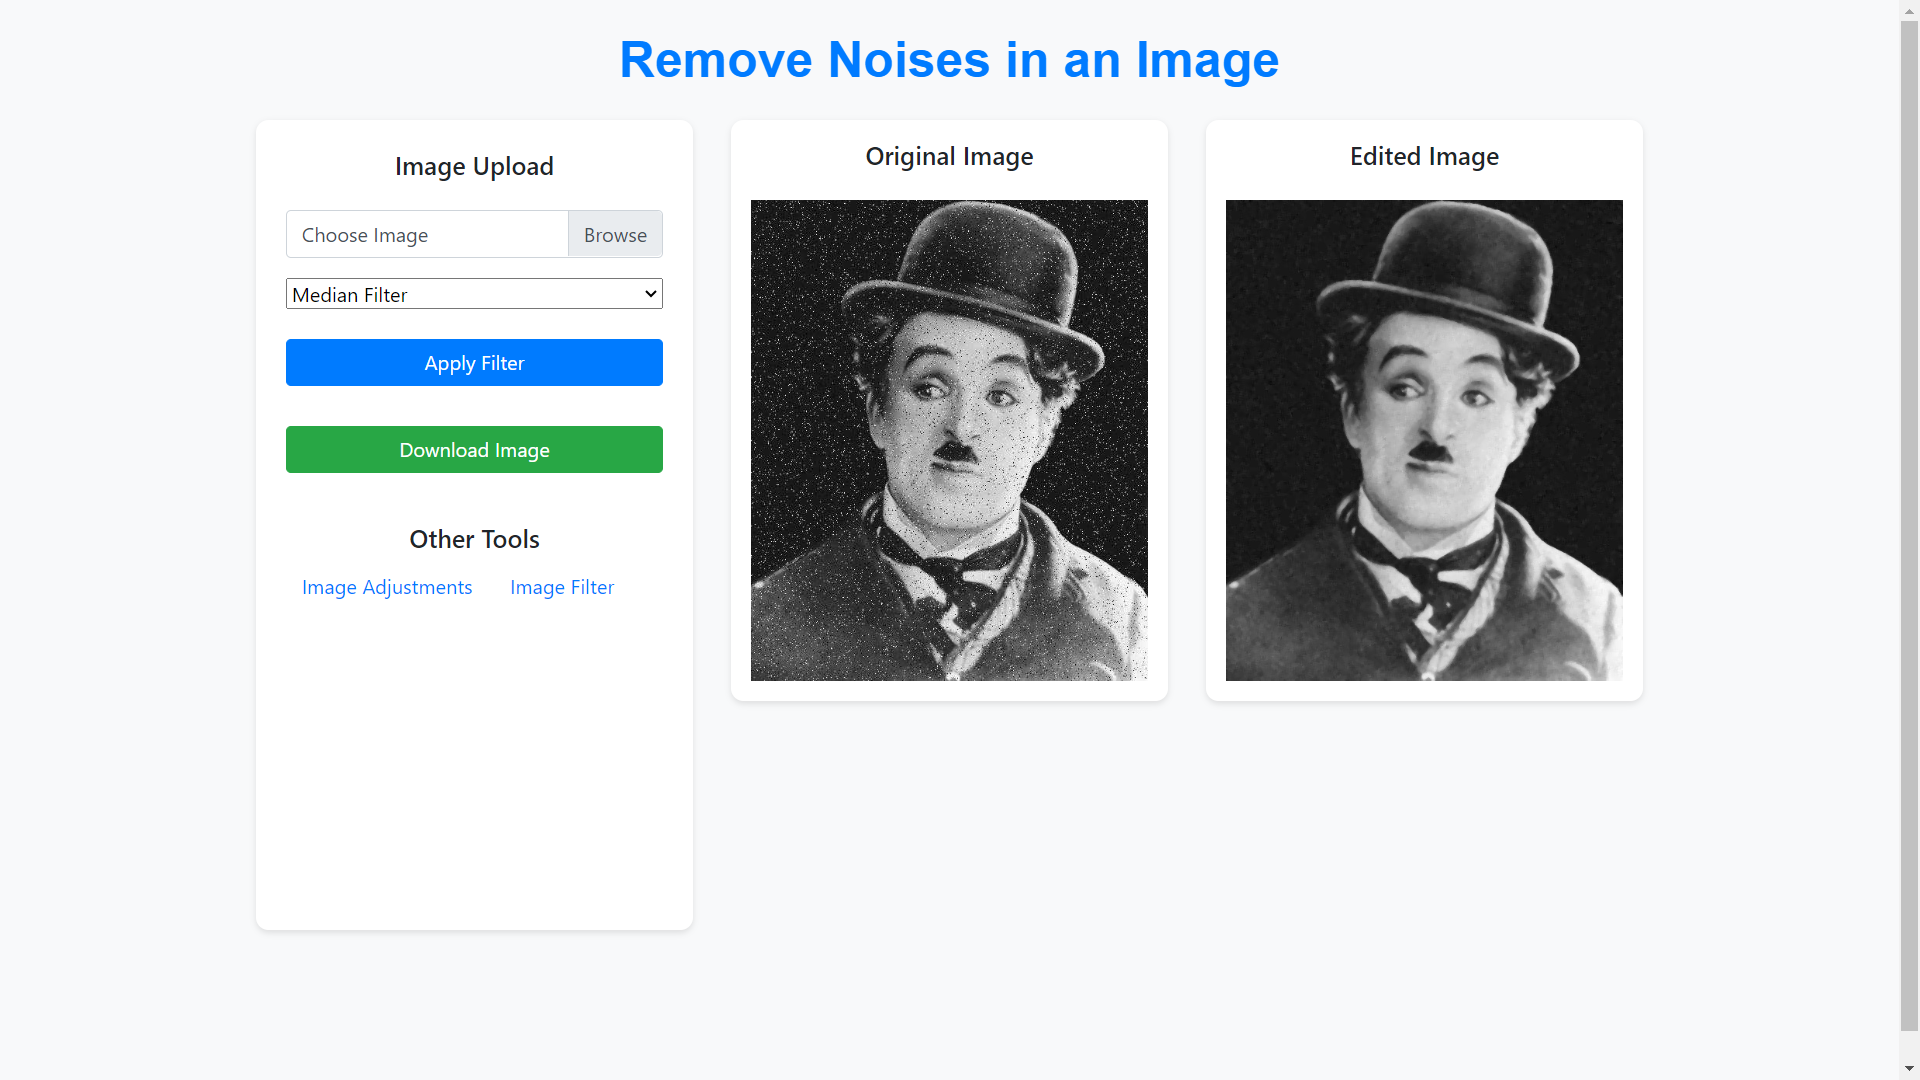 Remove Noises in an Image
Image Upload
Choose Image
Browse
Median Filter
Apply Filter
Download Image
Other Tools
Image Adjustments
Image Filter
Original Image
Edited Image